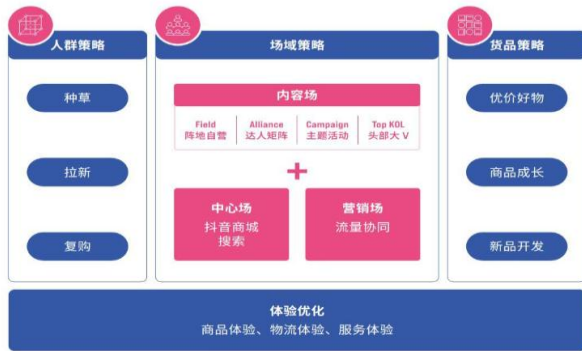 人群策略
种草
拉新
复购
场域策略
内容场
Field
阵地自营
Alliance
达人矩阵
Campaign
主题活动
Top KOL
头部大V
+
中心场
抖音商城
搜索
营销场
流量协同
货品策略
优价好物
商品成长
新品开发
体验优化
商品体验、物流体验、服务体验